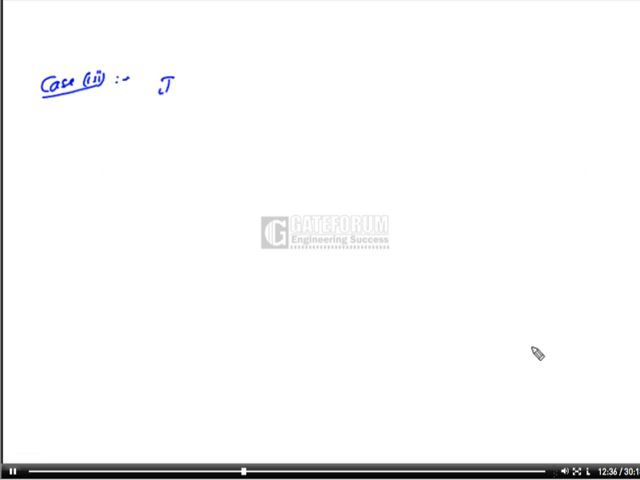 Case (iii) :- J
GATEFORUM
Engineering Success
12:36 / 30:1